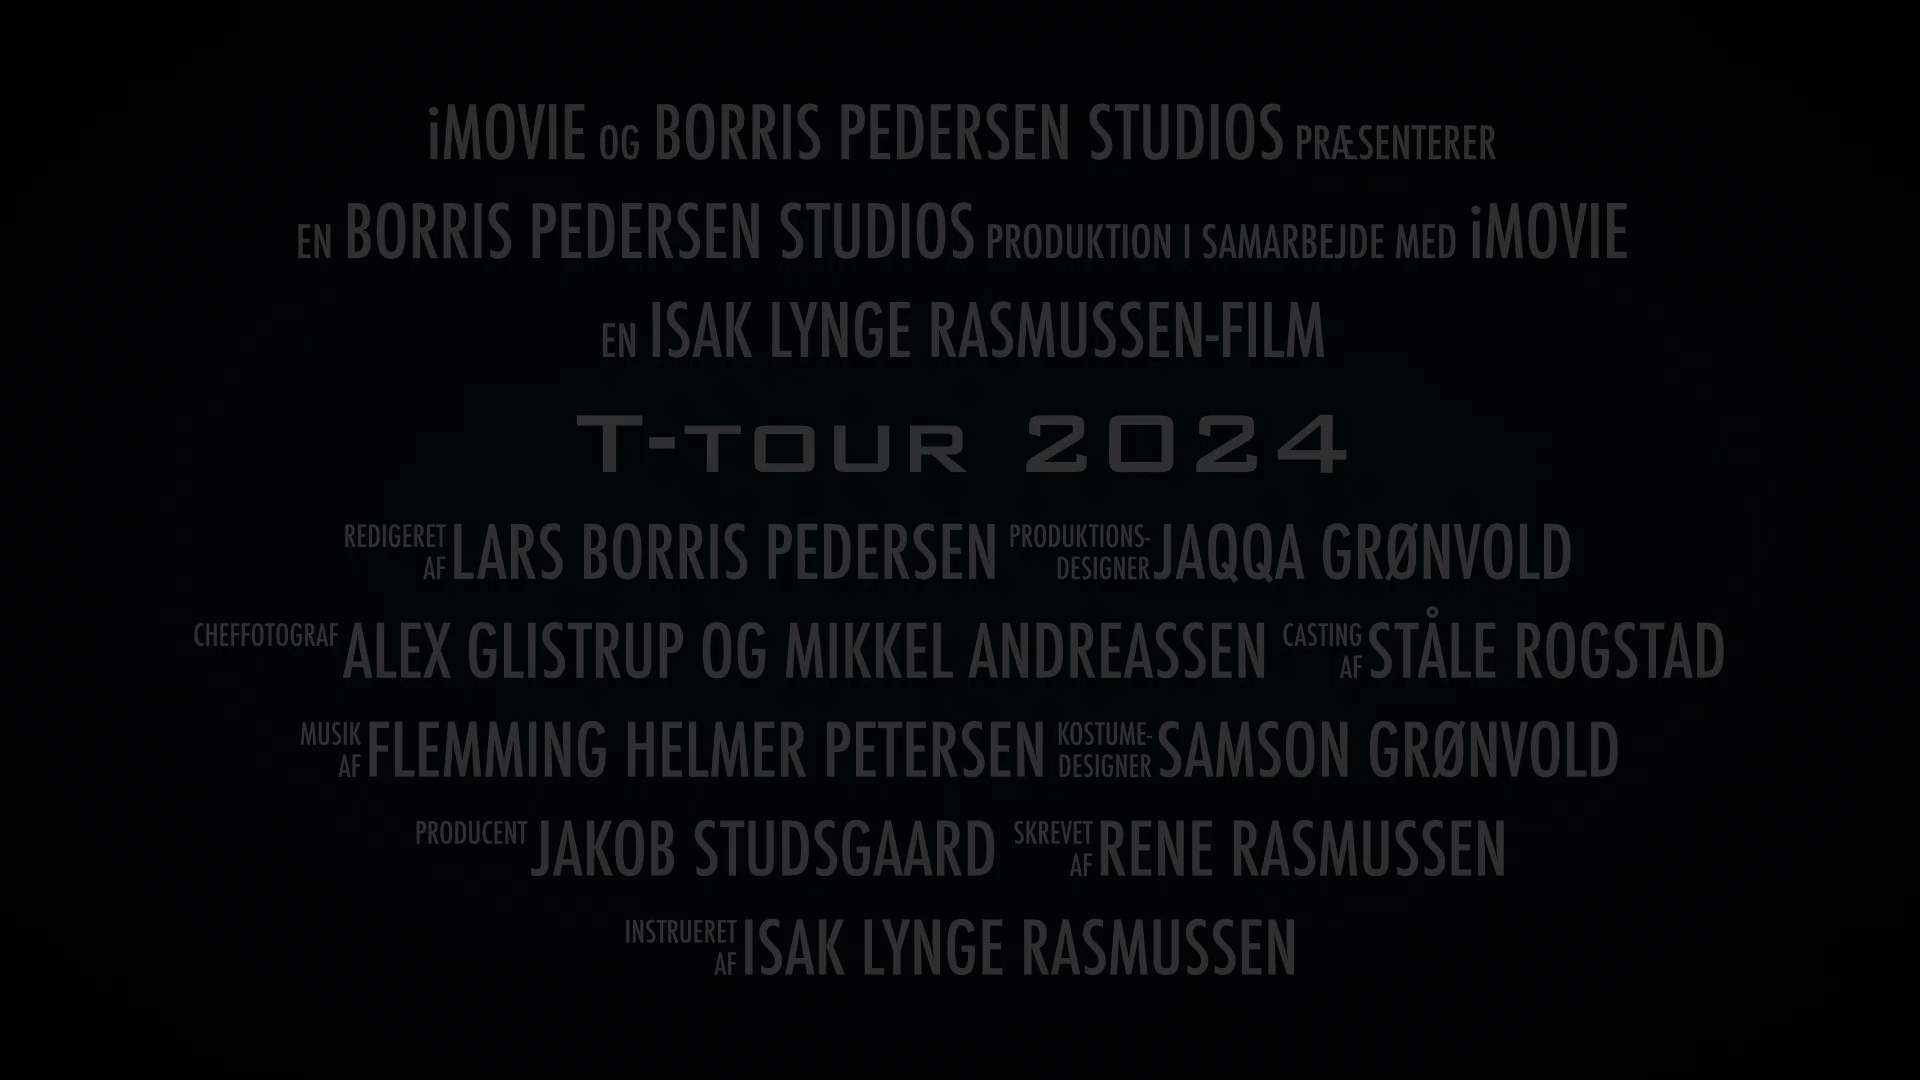 iMOVIE OG BORRIS PEDERSEN STUDIOS PRÆSENTERER
EN BORRIS PEDERSEN STUDIOS PRODUKTION I SAMARBEJDE MED iMOVIE
EN ISAK LYNGE RASMUSSEN-FILM
T-TOUR 2024
REDIGERET AF LARS BORRIS PEDERSEN PRODUKTIONS-DESIGNER JAQQA GRØNVOLD
CHEFFOTOGRAF ALEX GLISTRUP OG MIKKEL ANDREASSEN CASTING AF STÅLE ROGSTAD
MUSIK AF FLEMMING HELMER PETERSEN KOSTUME-DESIGNER SAMSON GRØNVOLD
PRODUCENT JAKOB STUDSGAARD SKREVET AF RENE RASMUSSEN
INSTRUERET AF ISAK LYNGE RASMUSSEN